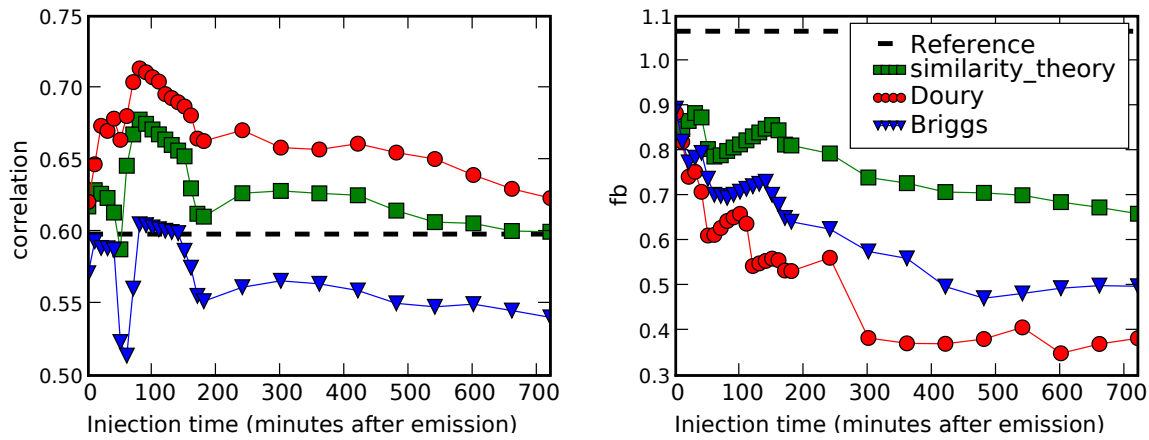 correlation
0.75
0.70
0.65
0.60
0.55
0.50
0 100 200 300 400 500 600 700
Injection time (minutes after emission)
fb
1.1
1.0
0.9
0.8
0.7
0.6
0.5
0.4
0.3
0 100 200 300 400 500 600 700
Injection time (minutes after emission)
Reference
similarity_theory
Doury
Briggs